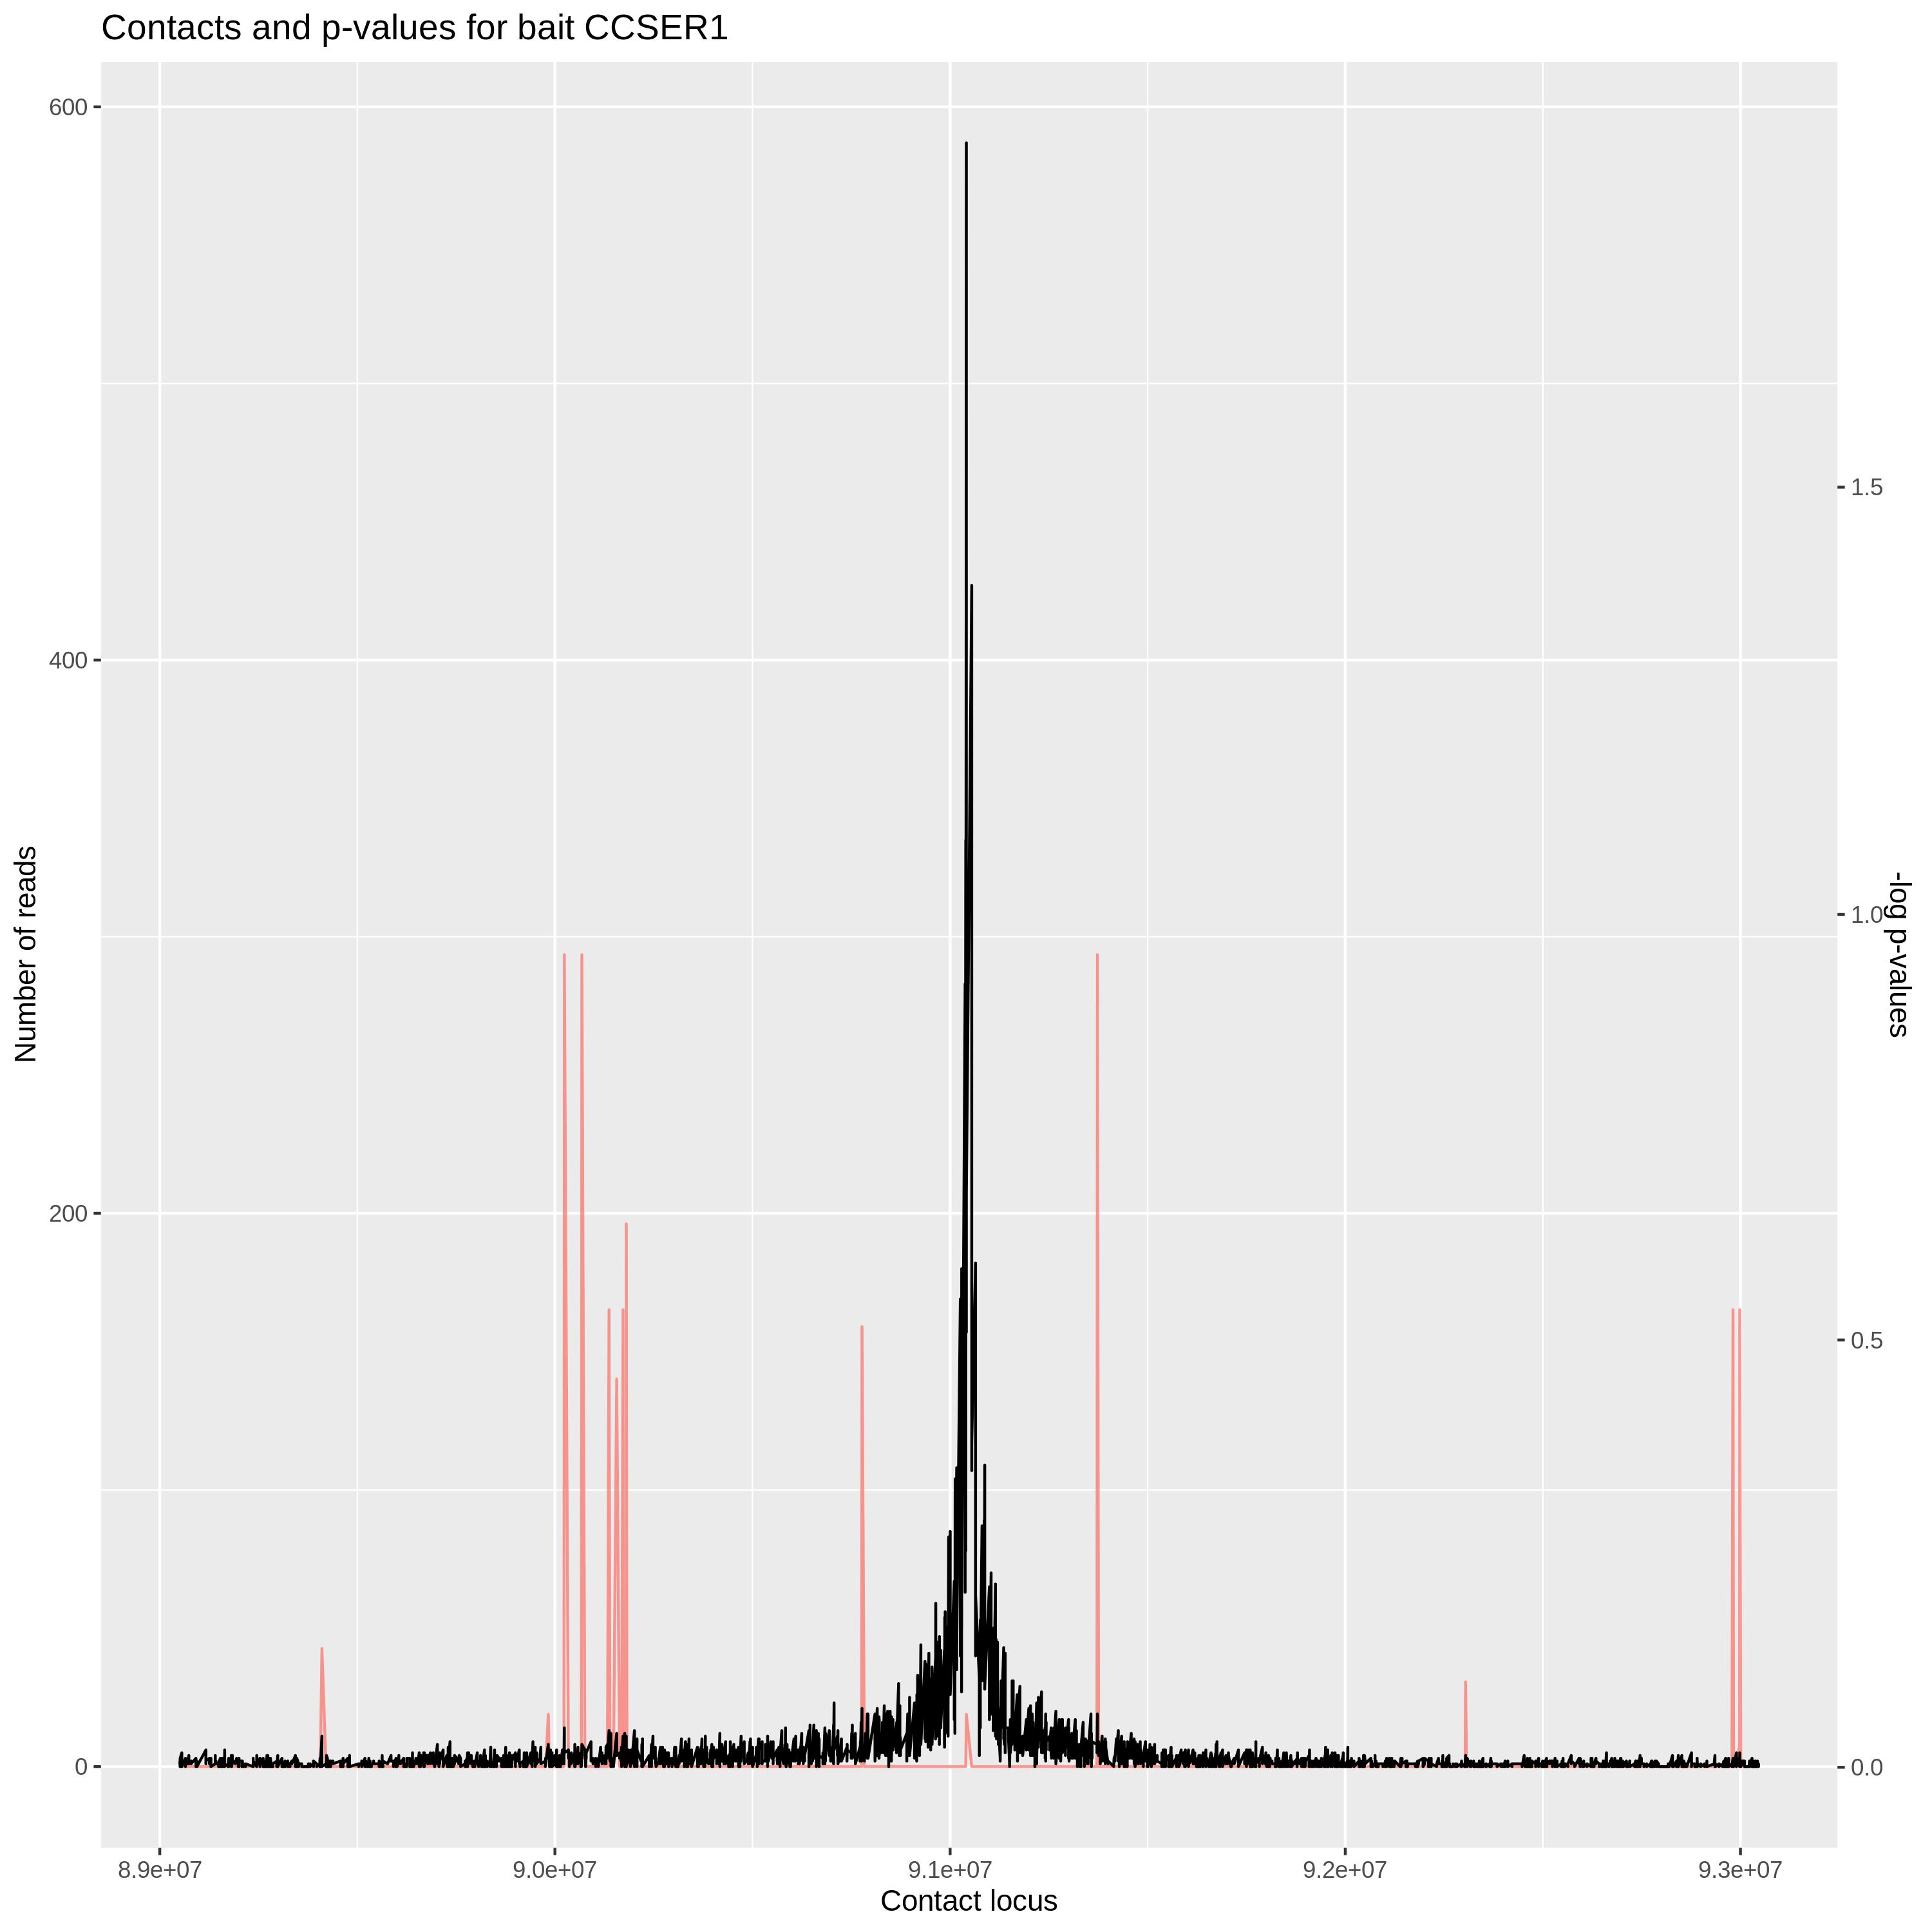 Contacts and p-values for bait CCSER1
600
400
200
0
Number of reads
1.5
1.0
0.5
0.0
-log p-values
8.9e+07
9.0e+07
9.1e+07
9.2e+07
9.3e+07
Contact locus